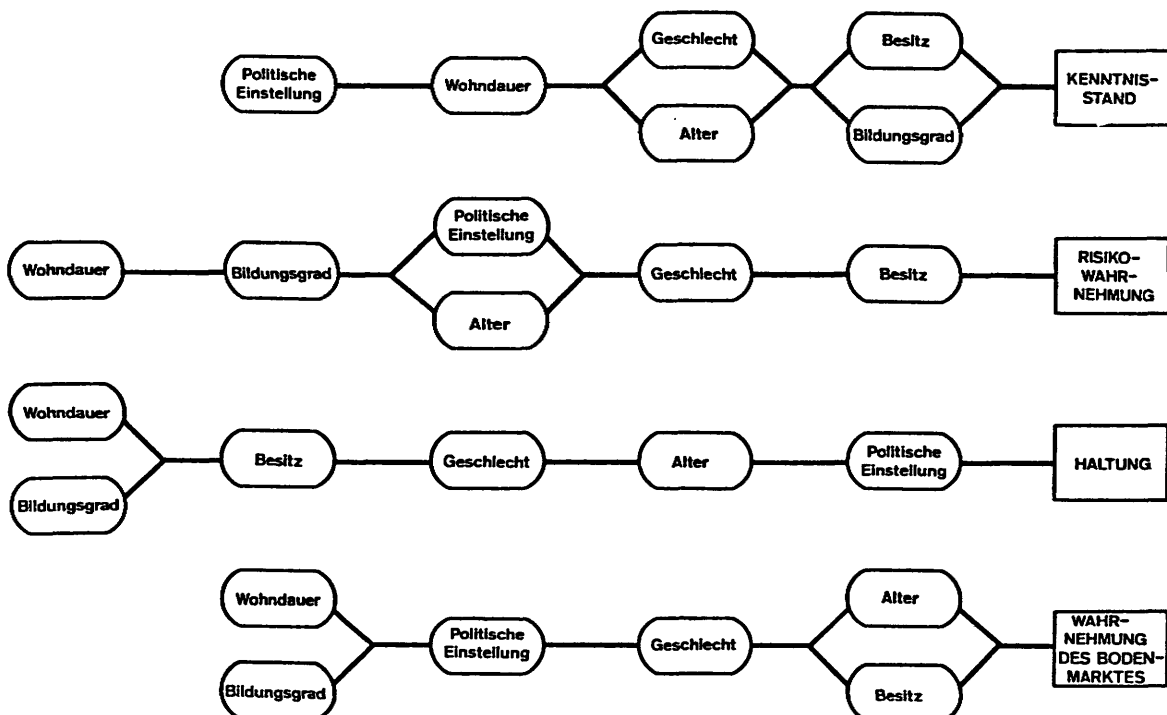 Politische
Einstellung
Wohndauer
Geschlecht
Alter
Besitz
Bildungsgrad
KENNTNIS-
STAND
Wohndauer
Bildungsgrad
Politische
Einstellung
Alter
Geschlecht
Besitz
RISIKO-
WAHR-
NEHMUNG
Wohndauer
Bildungsgrad
Besitz
Geschlecht
Alter
Politische
Einstellung
HALTUNG
Wohndauer
Bildungsgrad
Politische
Einstellung
Geschlecht
Alter
Besitz
WAHR-
NEHMUNG
DES BODEN-
MARKTES